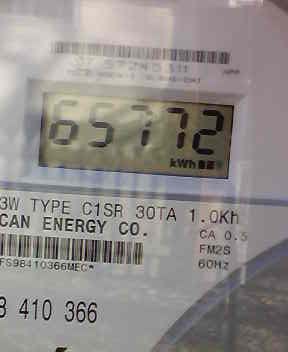 65772
kWh
3W TYPE C1SR 30TA 1.0Kh
CAN ENERGY CO.
CA 0.5
FM2S
60Hz
FS98410366MEC*
8 410 366